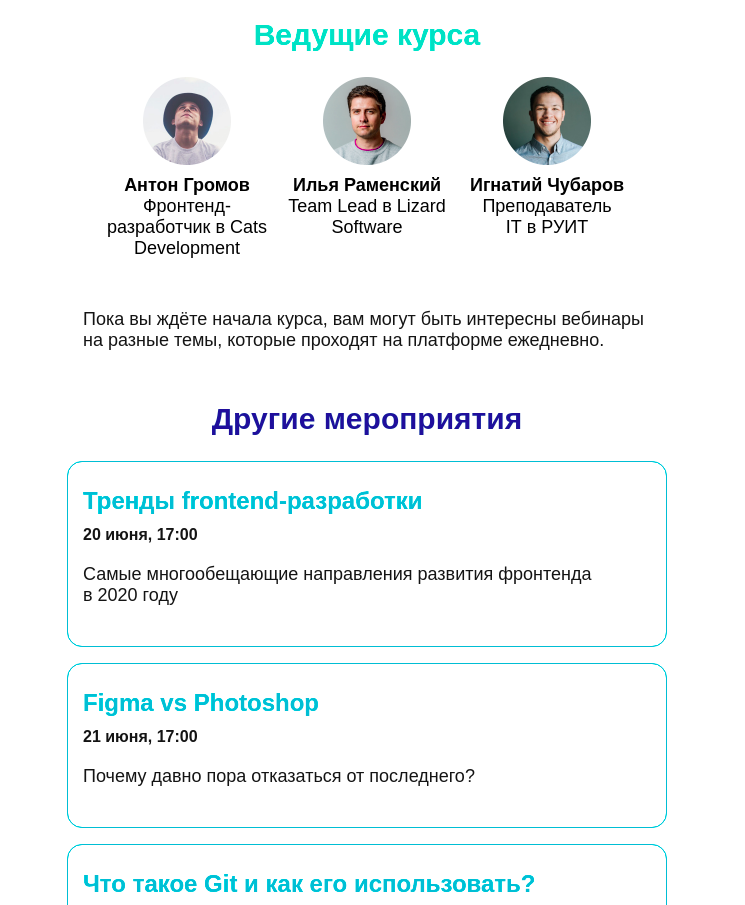 Ведущие курса
Антон Громов
Фронтенд-
разработчик в Cats
Development
Илья Раменский
Team Lead в Lizard
Software
Игнатий Чубаров
Преподаватель
IT в РУИТ
Пока вы ждёте начала курса, вам могут быть интересны вебинары
на разные темы, которые проходят на платформе ежедневно.
Другие мероприятия
Тренды frontend-разработки
20 июня, 17:00
Самые многообещающие направления развития фронтенда
в 2020 году
Figma vs Photoshop
21 июня, 17:00
Почему давно пора отказаться от последнего?
Что такое Git и как его использовать?